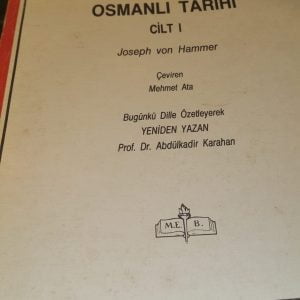 OSMANLI TARİHİ
CİLT I
Joseph von Hammer
Çeviren
Mehmet Ata
Bugünkü Dille Özetleyerek
YENİDEN YAZAN
Prof. Dr. Abdülkadir Karahan
M.E. B.